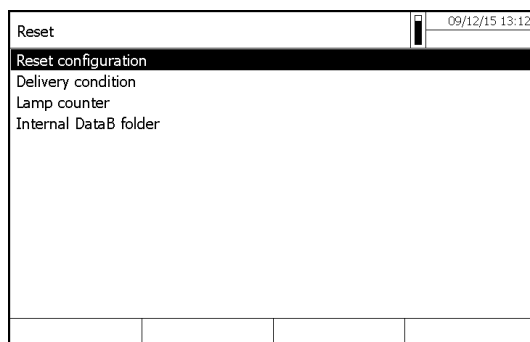 Reset
09/12/15 13:12
Reset configuration
Delivery condition
Lamp counter
Internal DataB folder